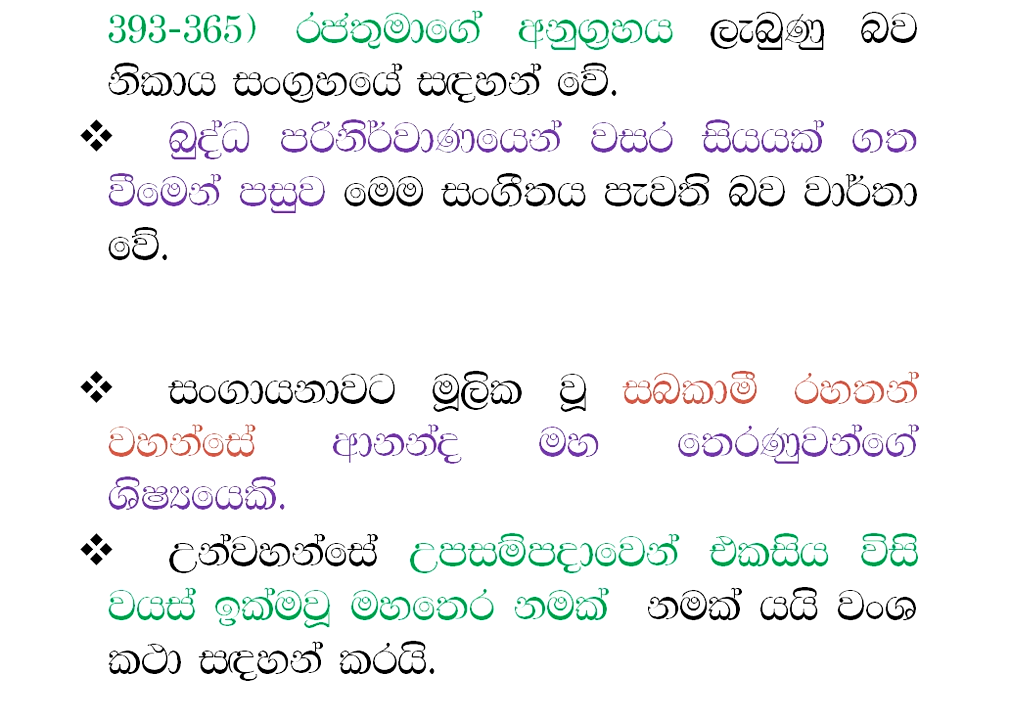 393-365) රජතුමාගේ අනුග්‍රහය ලැබුණු බව
නිකාය සංග්‍රහයේ සඳහන් වේ.
❖ බුද්ධ පරිනිර්වාණයෙන් වසර සියයක් ගත
වීමෙන් පසුව මෙම සංගීතය පැවති බව වාර්තා
වේ.
❖ සංගායනාවට මූලික වූ සබකාමී රහතන්
වහන්සේ ආනන්ද මහ තෙරණුවන්ගේ
ශිෂ්‍යයෙකි.
❖ උන්වහන්සේ උපසම්පදාවෙන් එකසිය විසි
වයස් ඉක්මවූ මහතෙර නමක් නමක් යයි වංශ
කථා සඳහන් කරයි.